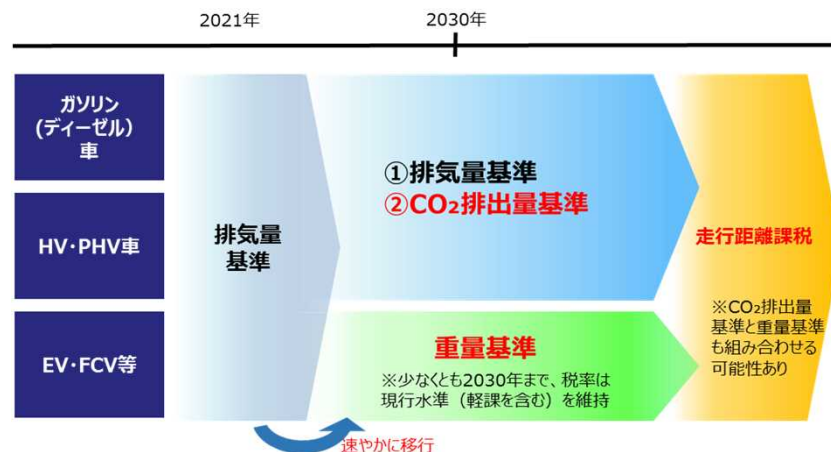 2021年
2030年
ガソリン
(ディーゼル)
車
HV・PHV車
EV・FCV等
排気量
基準
①排気量基準
②CO₂排出量基準
重量基準
※少なくとも2030年まで、税率は
現行水準（軽課を含む）を維持
速やかに移行
走行距離課税
※CO₂排出量
基準と重量基準
も組み合わせる
可能性あり